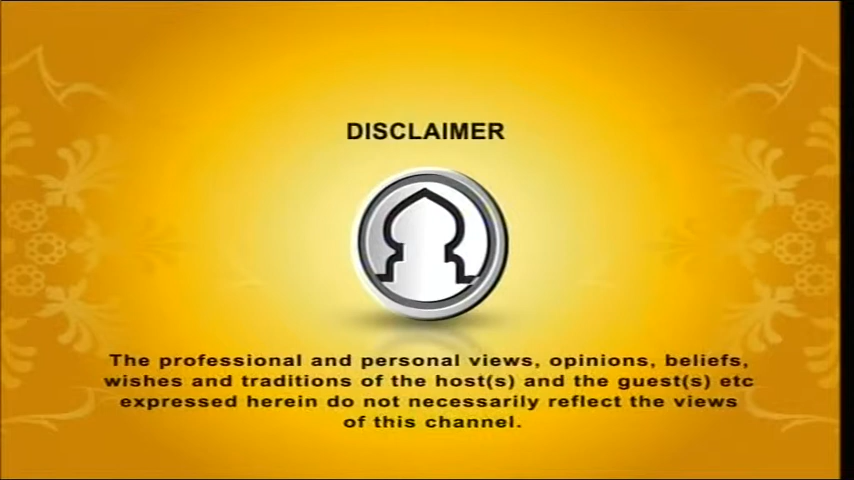 DISCLAIMER
The professional and personal views, opinions, beliefs,
wishes and traditions of the host(s) and the guest(s) etc
expressed herein do not necessarily reflect the views
of this channel.